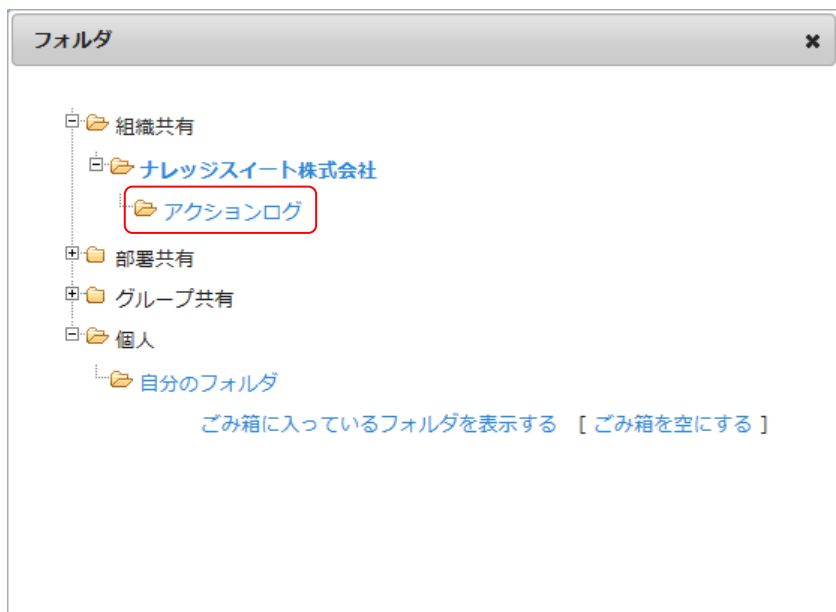 フォルダ
組織共有
ナレッジスイート株式会社
アクションログ
部署共有
グループ共有
個人
自分のフォルダ
ごみ箱に入っているフォルダを表示する [ ごみ箱を空にする ]